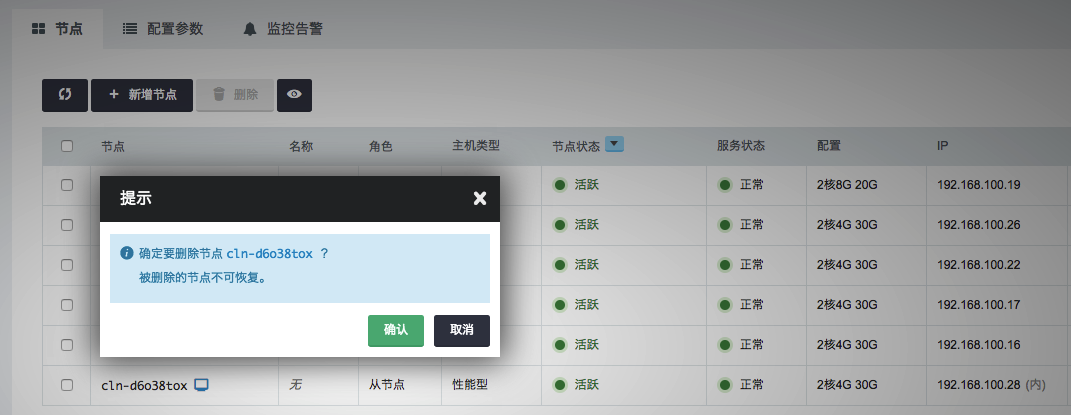 节点 配置参数 监控告警
新增节点 删除
节点 名称 角色 主机类型 节点状态 服务状态 配置 IP
活跃 正常 2核8G 20G 192.168.100.19
提示
活跃 正常 2核4G 30G 192.168.100.26
确定要删除节点 cln-d6o38tox ?
活跃 正常 2核4G 30G 192.168.100.22
被删除的节点不可恢复。
活跃 正常 2核4G 30G 192.168.100.17
确认 取消
活跃 正常 2核4G 30G 192.168.100.16
cln-d6o38tox 无 从节点 性能型 活跃 正常 2核4G 30G 192.168.100.28 (内)